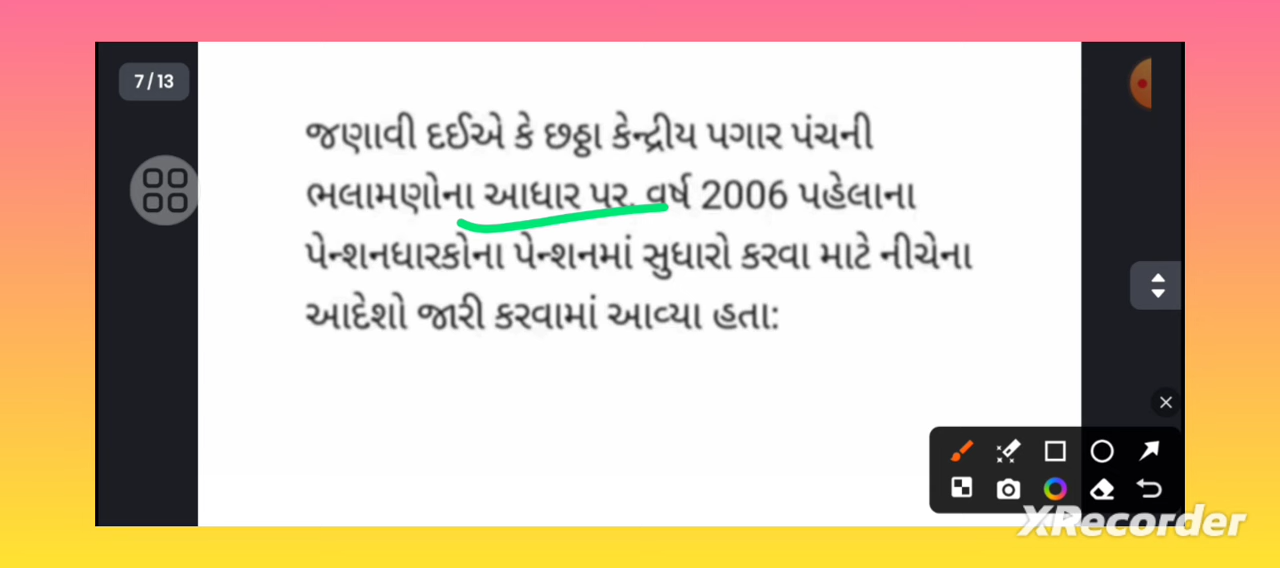 7/13
જણાવી દઈએ કે છઠ્ઠા કેન્દ્રીય પગાર પંચની
ભલામણોના આધાર પર. વર્ષ 2006 પહેલાના
પેન્શનધારકોના પેન્શનમાં સુધારો કરવા માટે નીચેના
આદેશો જારી કરવામાં આવ્યા હતા:
XRecorder